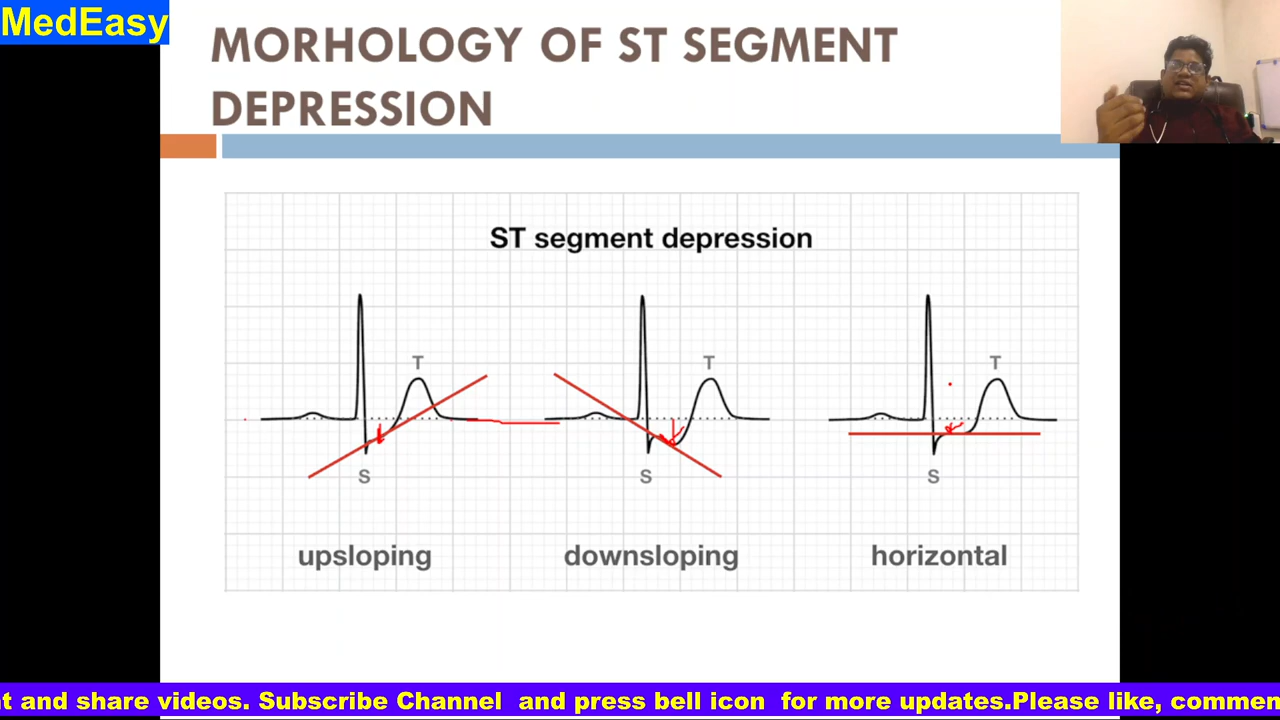 MedEasy
MORHOLOGY OF ST SEGMENT
DEPRESSION
ST segment depression
T
T
T
S
S
S
upsloping
downsloping
horizontal
t and share videos. Subscribe Channel and press bell icon for more updates.Please like, commen